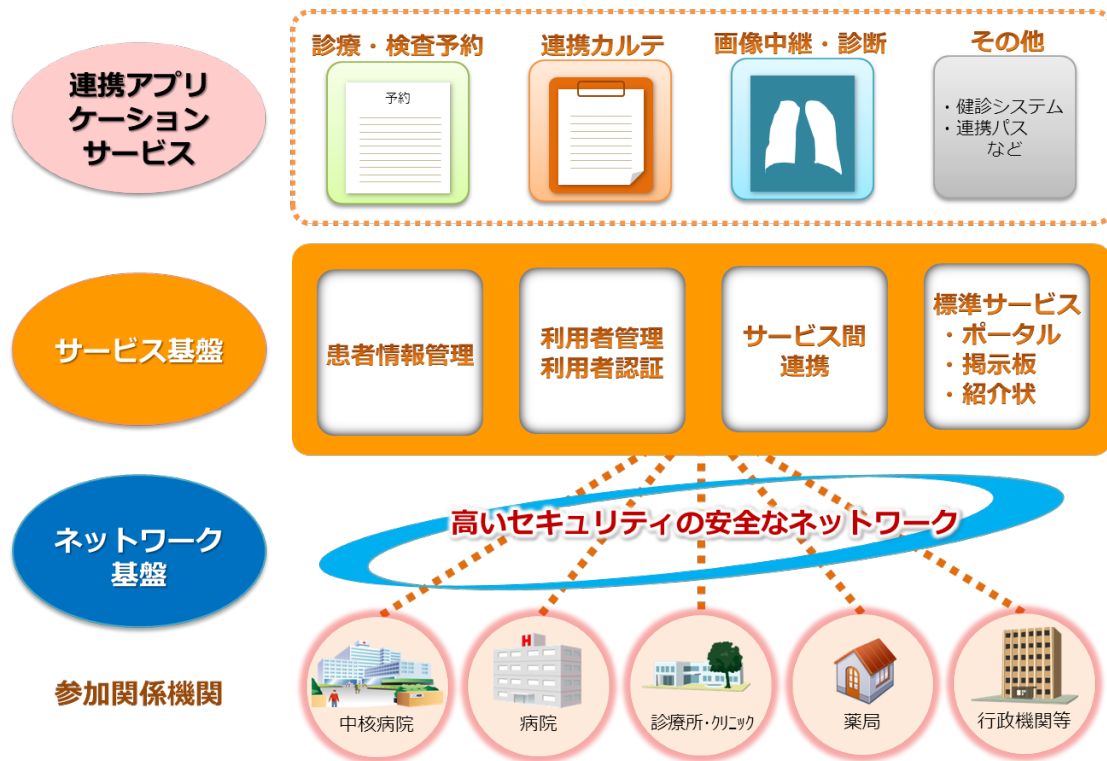 連携アプリ
ケーション
サービス
診療・検査予約
連携カルテ
画像中継・診断
その他
予約
・健診システム
・連携パス
など
サービス基盤
患者情報管理
利用者管理
利用者認証
サービス間
連携
標準サービス
・ポータル
・掲示板
・紹介状
ネットワーク
基盤
高いセキュリティの安全なネットワーク
参加関係機関
中核病院
H
病院
診療所・クリニック
薬局
行政機関等